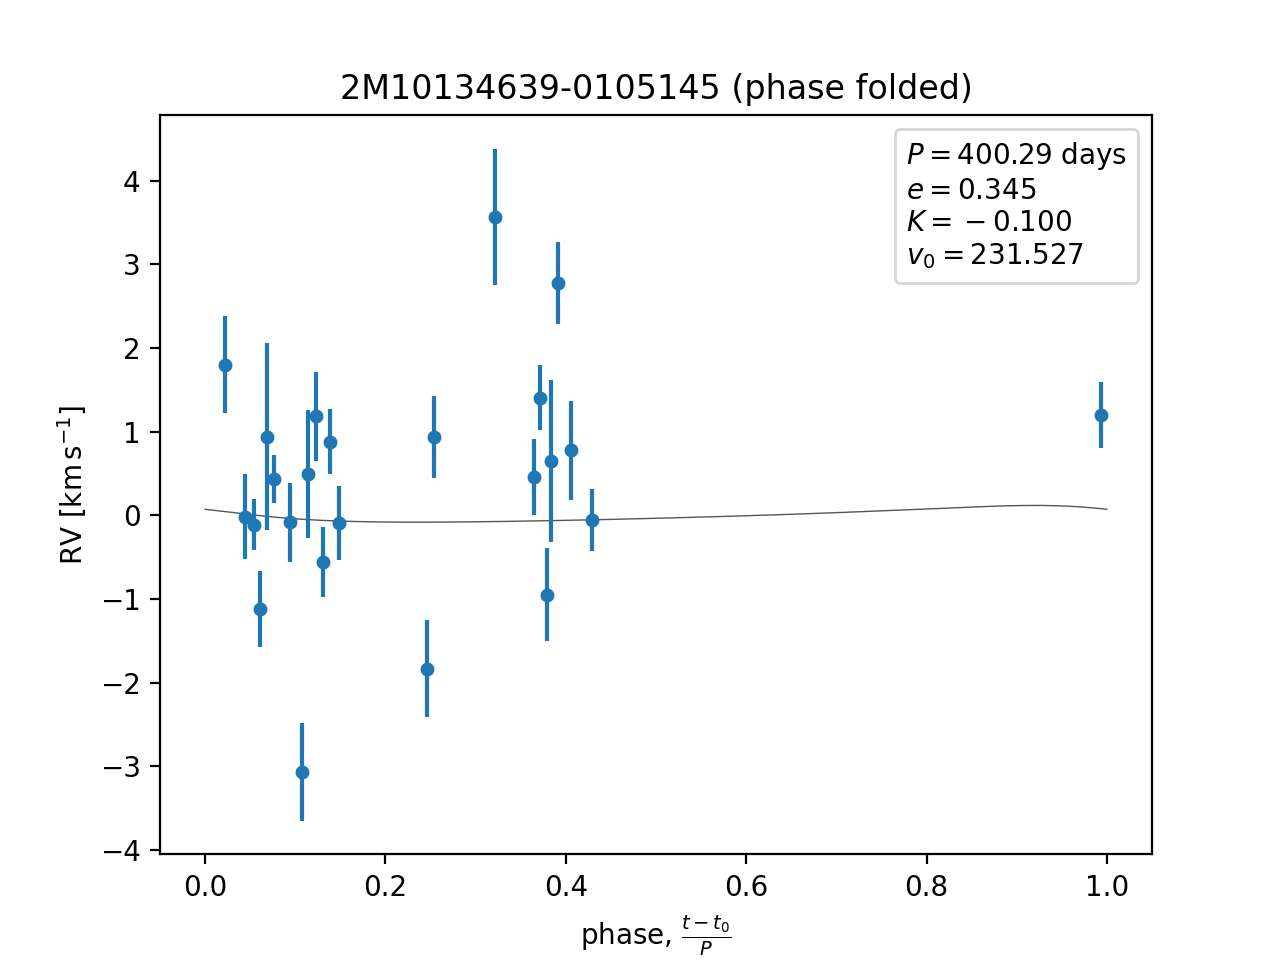 2M10134639-0105145 (phase folded)
P = 400.29 days
e = 0.345
K = −0.100
v₀ = 231.527
4
3
2
1
0
−1
−2
−3
−4
RV [km s⁻¹]
0.0 0.2 0.4 0.6 0.8 1.0
phase, (t − t₀)/P